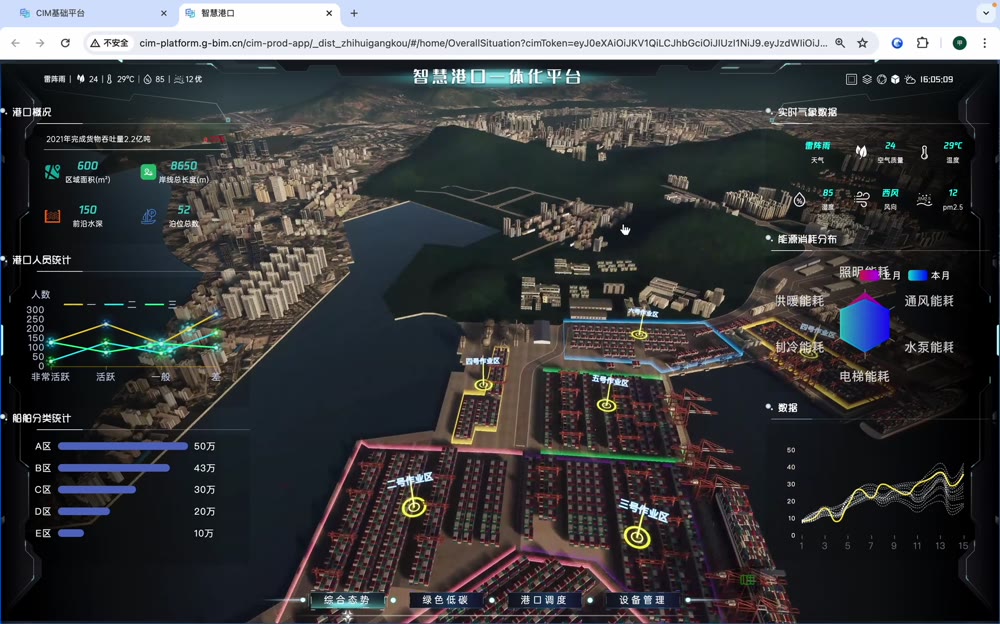 CIM基础平台
智慧港口
不安全
cim-platform.g-bim.cn/cim-prod-app/_dist_zhihuigangkou/#/home/OverallSituation?cimToken=eyJ0eXAiOiJKV1QiLCJhbGciOiJIUzI1NiJ9.eyJzdWIiOiJ...
雷阵雨 | 24 | 29℃ | 85 | 12优
智慧港口一体化平台
16:05:09
港口概况
2021年完成货物吞吐量2.2亿吨
600
区域面积(m²)
8650
岸线总长度(m)
150
前沿水深
52
泊位总数
港口人员统计
人数
一 二 三
300
250
200
150
100
50
0
非常活跃 活跃 一般 差
船舶分类统计
A区 50万
B区 43万
C区 30万
D区 20万
E区 10万
六号作业区
四号作业区
五号作业区
二号作业区
三号作业区
实时气象数据
雷阵雨
天气
24
空气质量
29℃
温度
85
湿度
西风
风向
12
pm2.5
能源消耗分布
上月 本月
照明能耗
洪暖能耗
通风能耗
制冷能耗
水泵能耗
电梯能耗
数据
50
40
30
20
10
0
1 3 5 7 9 11 13 15
综合态势
绿色低碳
港口调度
设备管理